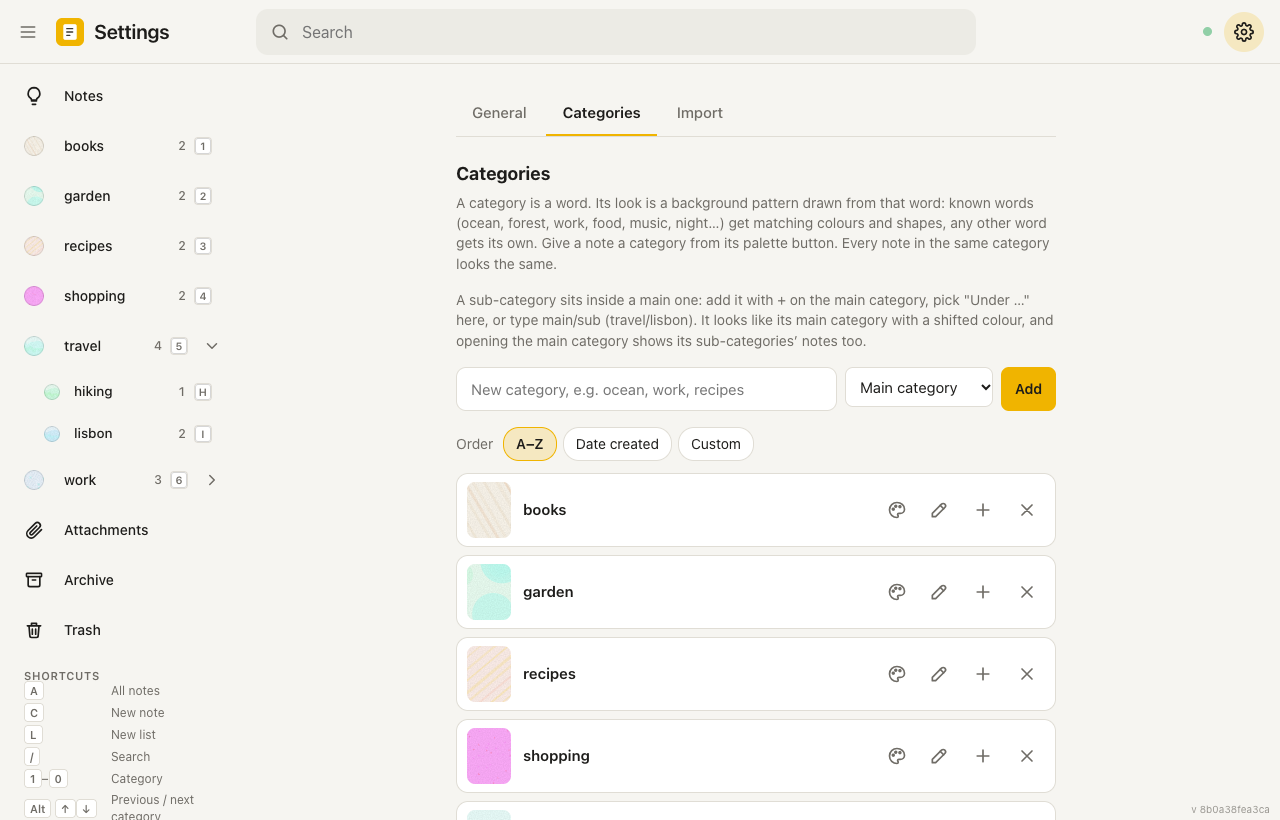 Settings
Search
Notes
books 2 1
garden 2 2
recipes 2 3
shopping 2 4
travel 4 5
hiking 1 H
lisbon 2 I
work 3 6
Attachments
Archive
Trash
SHORTCUTS
A All notes
C New note
L New list
/ Search
1 – 0 Category
Alt ↑ ↓ Previous / next
category
General Categories Import
Categories
A category is a word. Its look is a background pattern drawn from that word: known words
(ocean, forest, work, food, music, night…) get matching colours and shapes, any other word
gets its own. Give a note a category from its palette button. Every note in the same category
looks the same.
A sub-category sits inside a main one: add it with + on the main category, pick "Under …"
here, or type main/sub (travel/lisbon). It looks like its main category with a shifted colour, and
opening the main category shows its sub-categories’ notes too.
New category, e.g. ocean, work, recipes
Main category
Add
Order A–Z Date created Custom
books
garden
recipes
shopping
v 8b0a38fea3ca